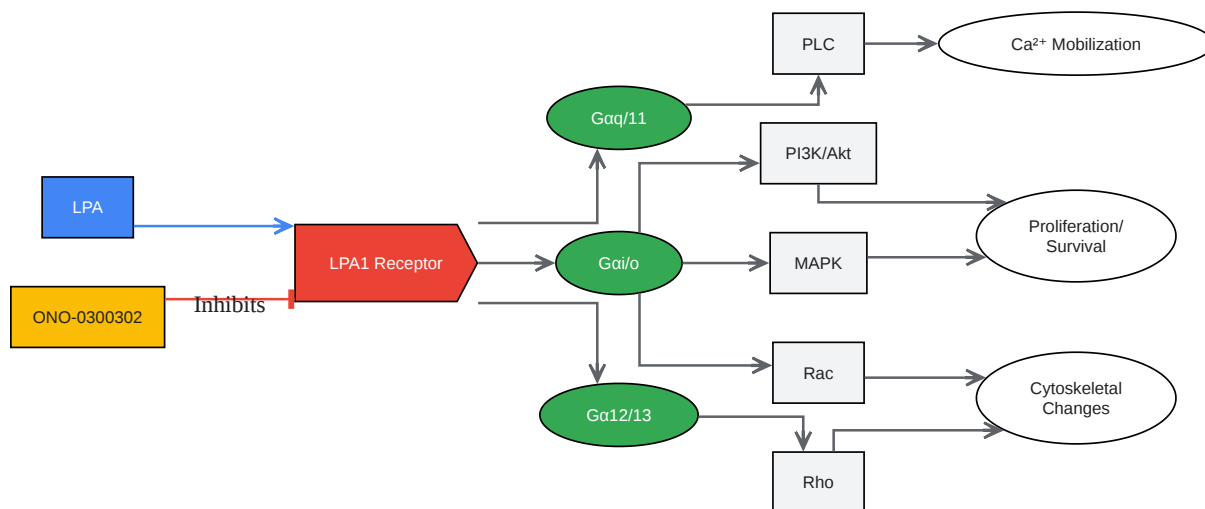 PLC
Ca²⁺ Mobilization
Gαq/11
PI3K/Akt
LPA
Proliferation/
Survival
LPA1 Receptor
Gαi/o
MAPK
Inhibits
ONO-0300302
Rac
Cytoskeletal
Changes
Gα12/13
Rho